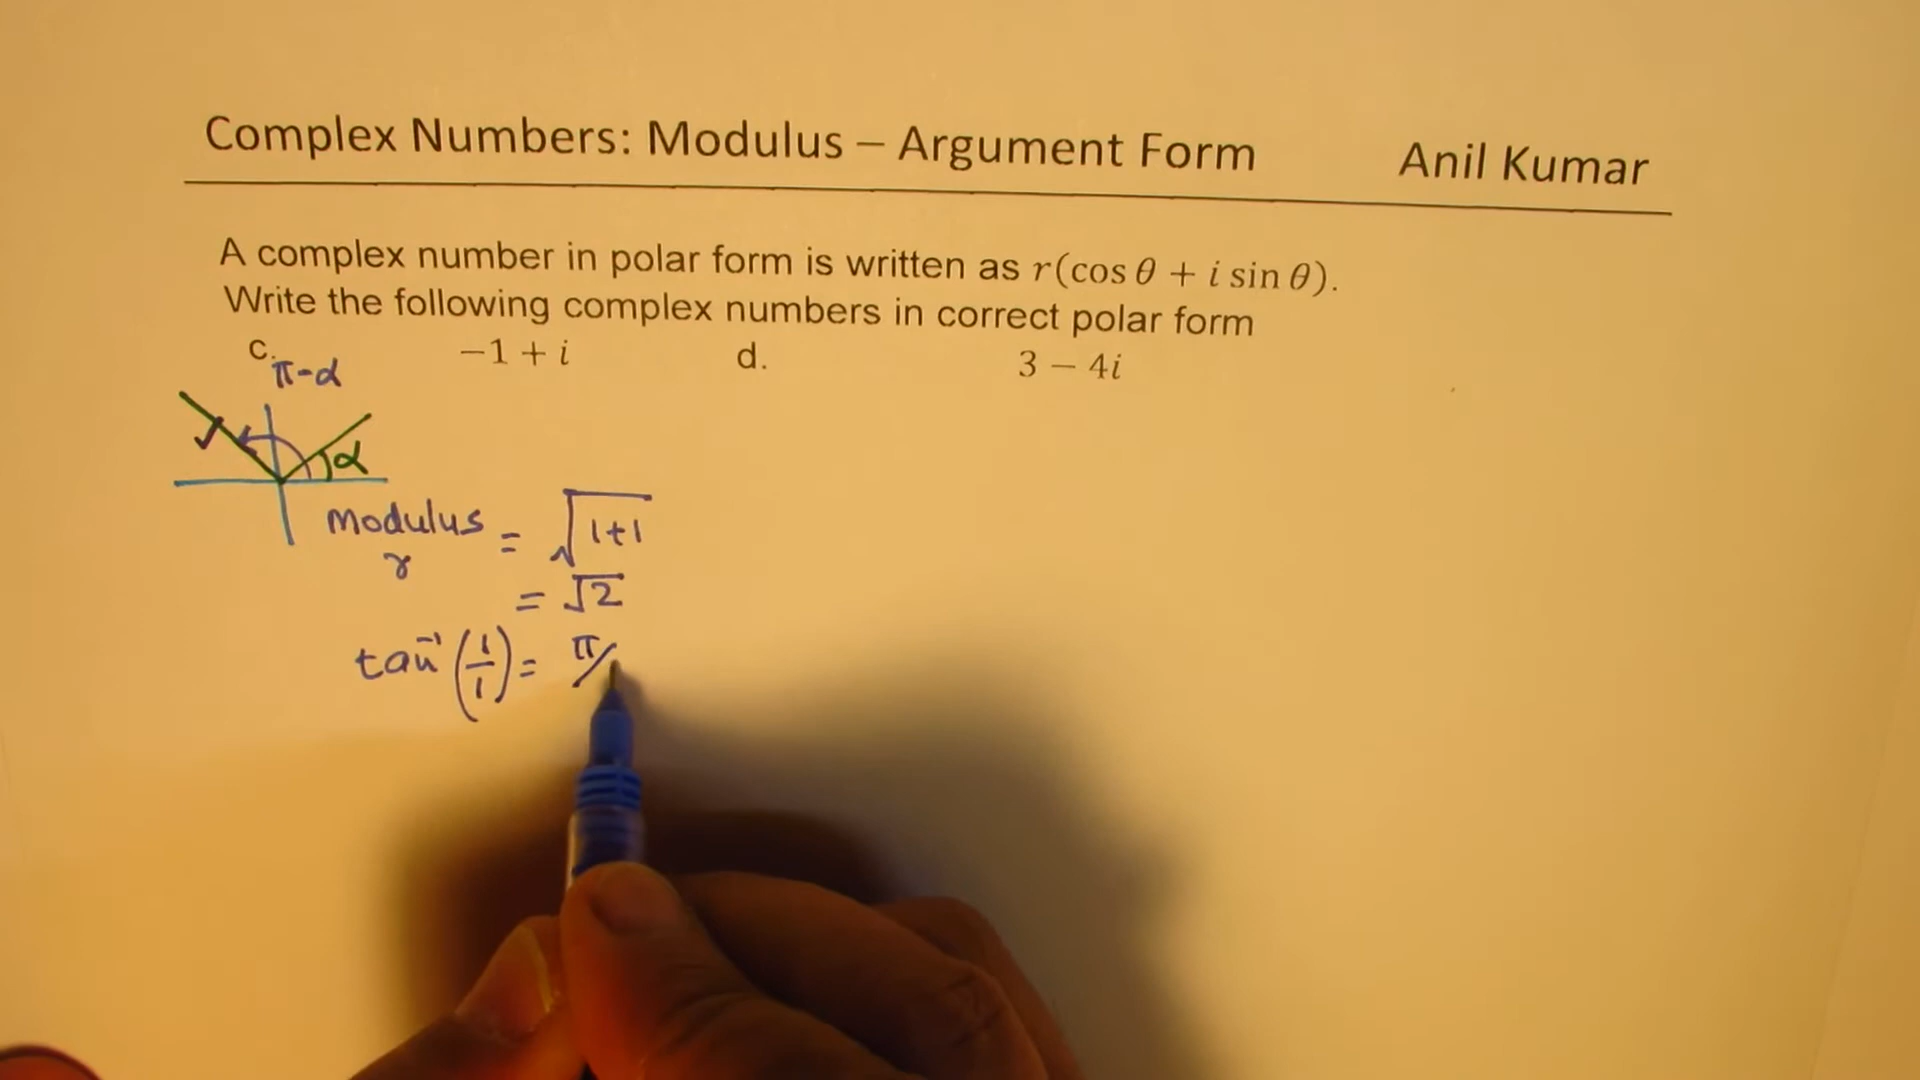 Complex Numbers: Modulus – Argument Form Anil Kumar
A complex number in polar form is written as r(cos θ + i sin θ).
Write the following complex numbers in correct polar form
c. −1 + i d. 3 − 4i
π-α
α
Modulus = √1+1
r
= √2
tan⁻¹(1/1) = π/